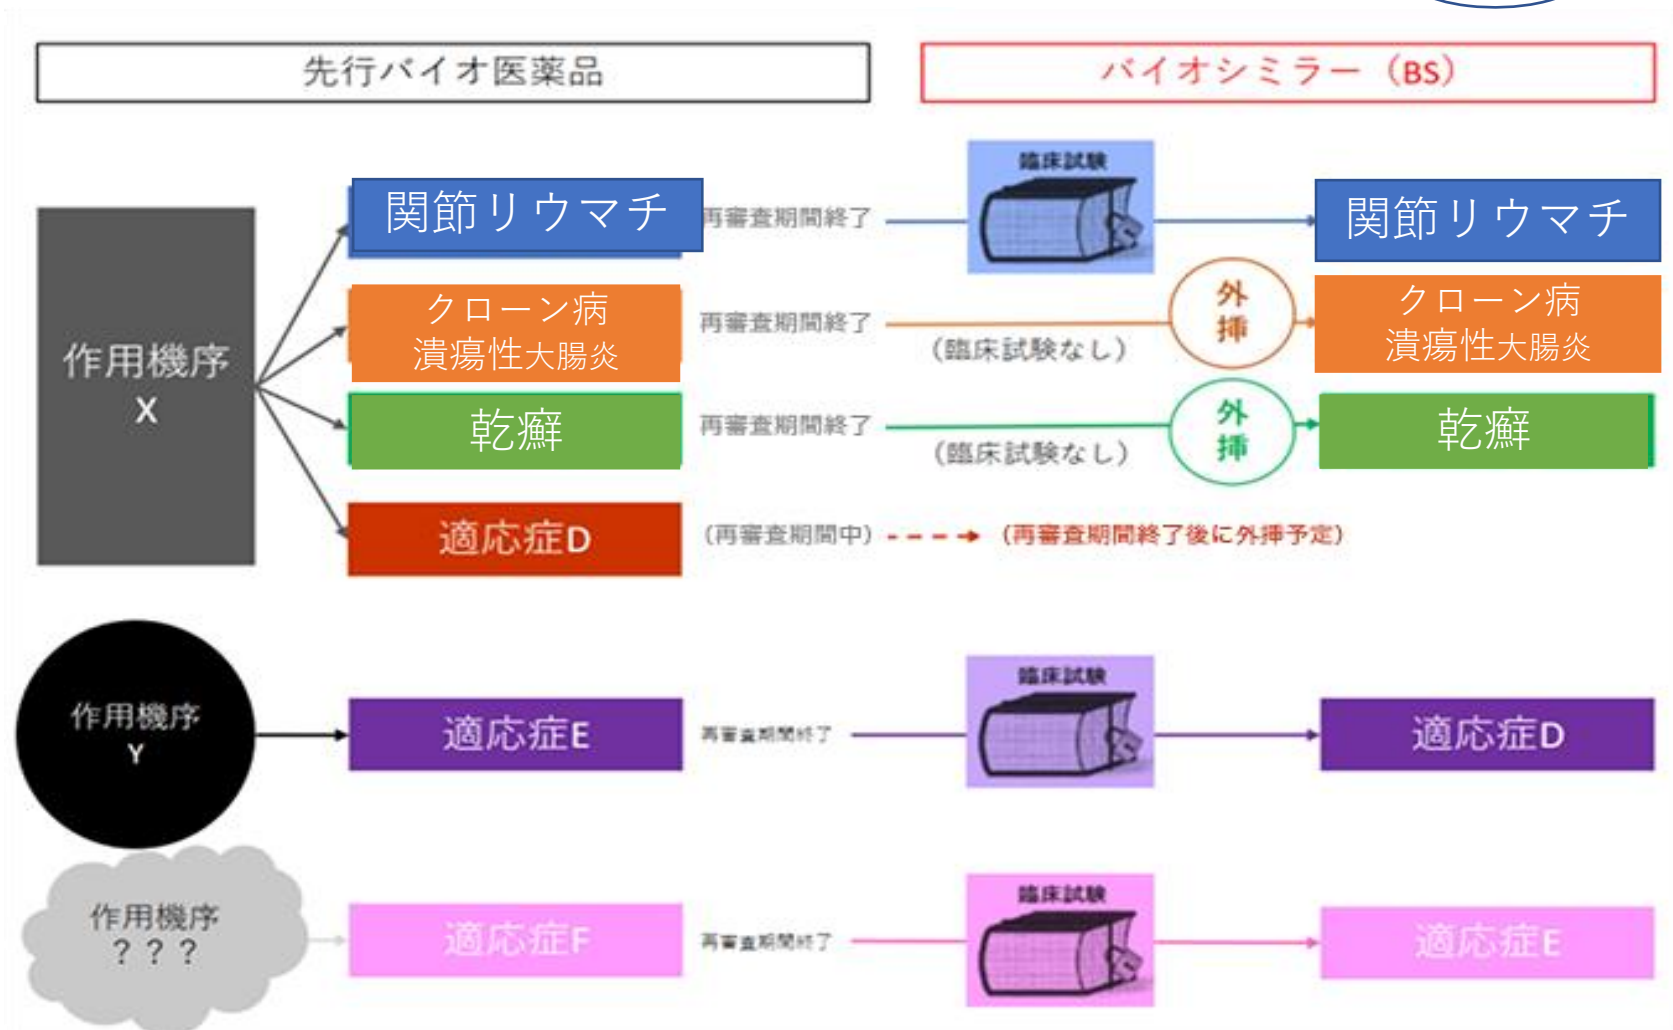 先行バイオ医薬品
バイオシミラー（BS）
臨床試験
関節リウマチ
再審査期間終了
関節リウマチ
作用機序
X
クローン病
潰瘍性大腸炎
再審査期間終了
(臨床試験なし)
外
挿
クローン病
潰瘍性大腸炎
乾癬
再審査期間終了
(臨床試験なし)
外
挿
乾癬
適応症D
(再審査期間中)
(再審査期間終了後に外挿予定)
作用機序
Y
適応症E
再審査期間終了
臨床試験
適応症D
作用機序
？？？
適応症F
再審査期間終了
臨床試験
適応症E